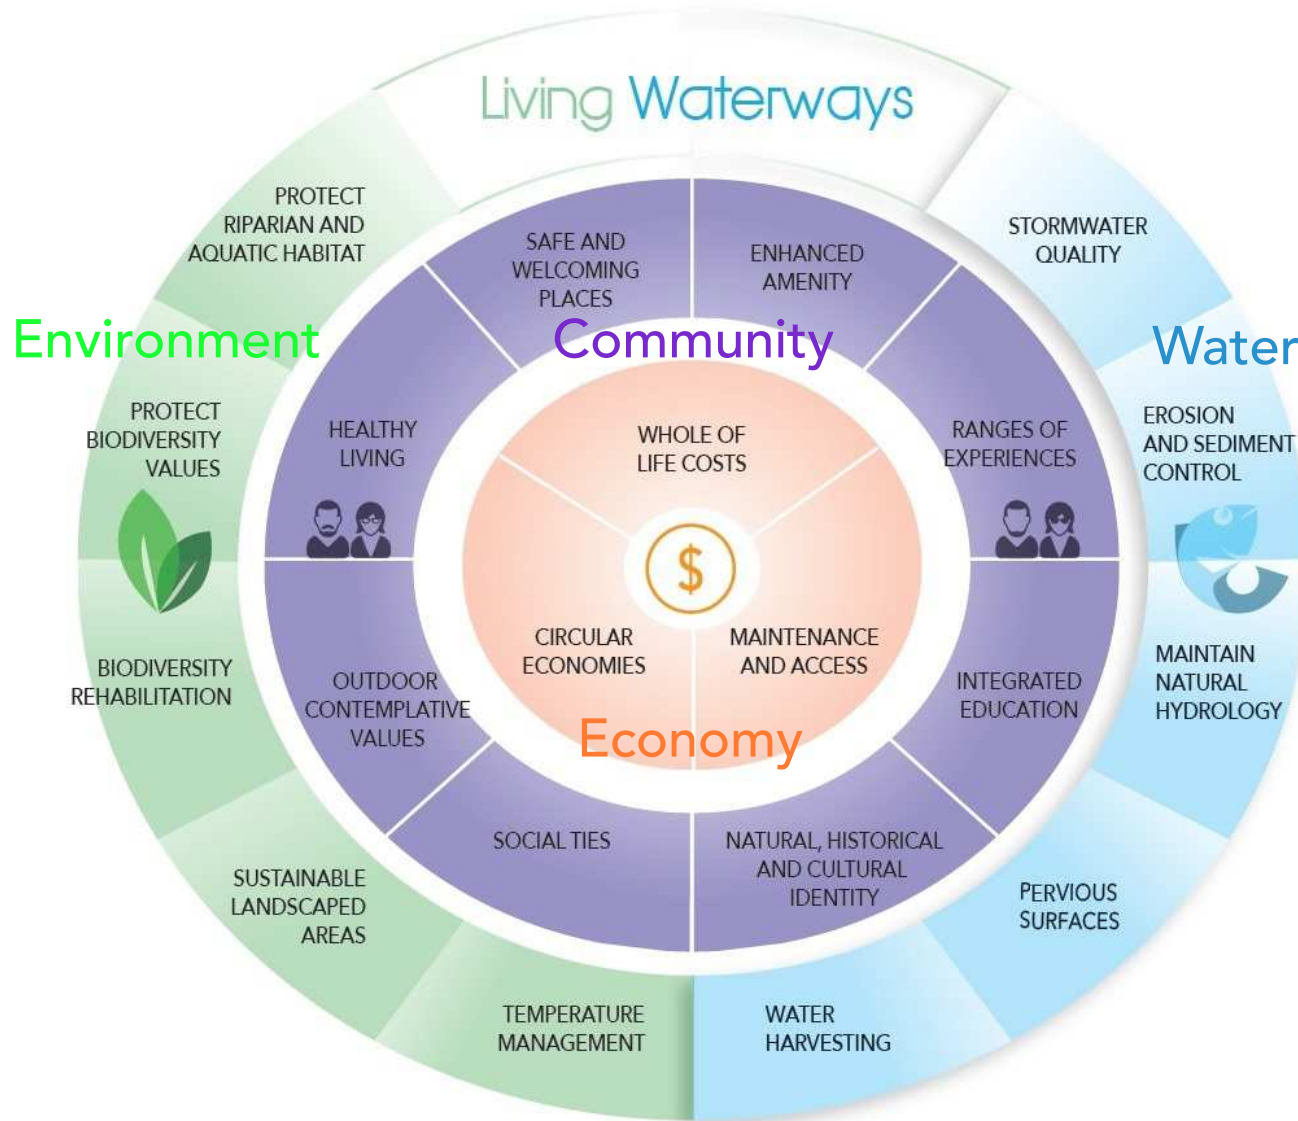 Living Waterways
PROTECT
RIPARIAN AND
AQUATIC HABITAT
SAFE AND
WELCOMING
PLACES
ENHANCED
AMENITY
STORMWATER
QUALITY
Environment
Community
Water
PROTECT
BIODIVERSITY
VALUES
HEALTHY
LIVING
WHOLE OF
LIFE COSTS
RANGES OF
EXPERIENCES
EROSION
AND SEDIMENT
CONTROL
$
CIRCULAR
ECONOMIES
MAINTENANCE
AND ACCESS
BIODIVERSITY
REHABILITATION
OUTDOOR
CONTEMPLATIVE
VALUES
INTEGRATED
EDUCATION
MAINTAIN
NATURAL
HYDROLOGY
Economy
SOCIAL TIES
NATURAL, HISTORICAL
AND CULTURAL
IDENTITY
SUSTAINABLE
LANDSCAPED
AREAS
PERVIOUS
SURFACES
TEMPERATURE
MANAGEMENT
WATER
HARVESTING